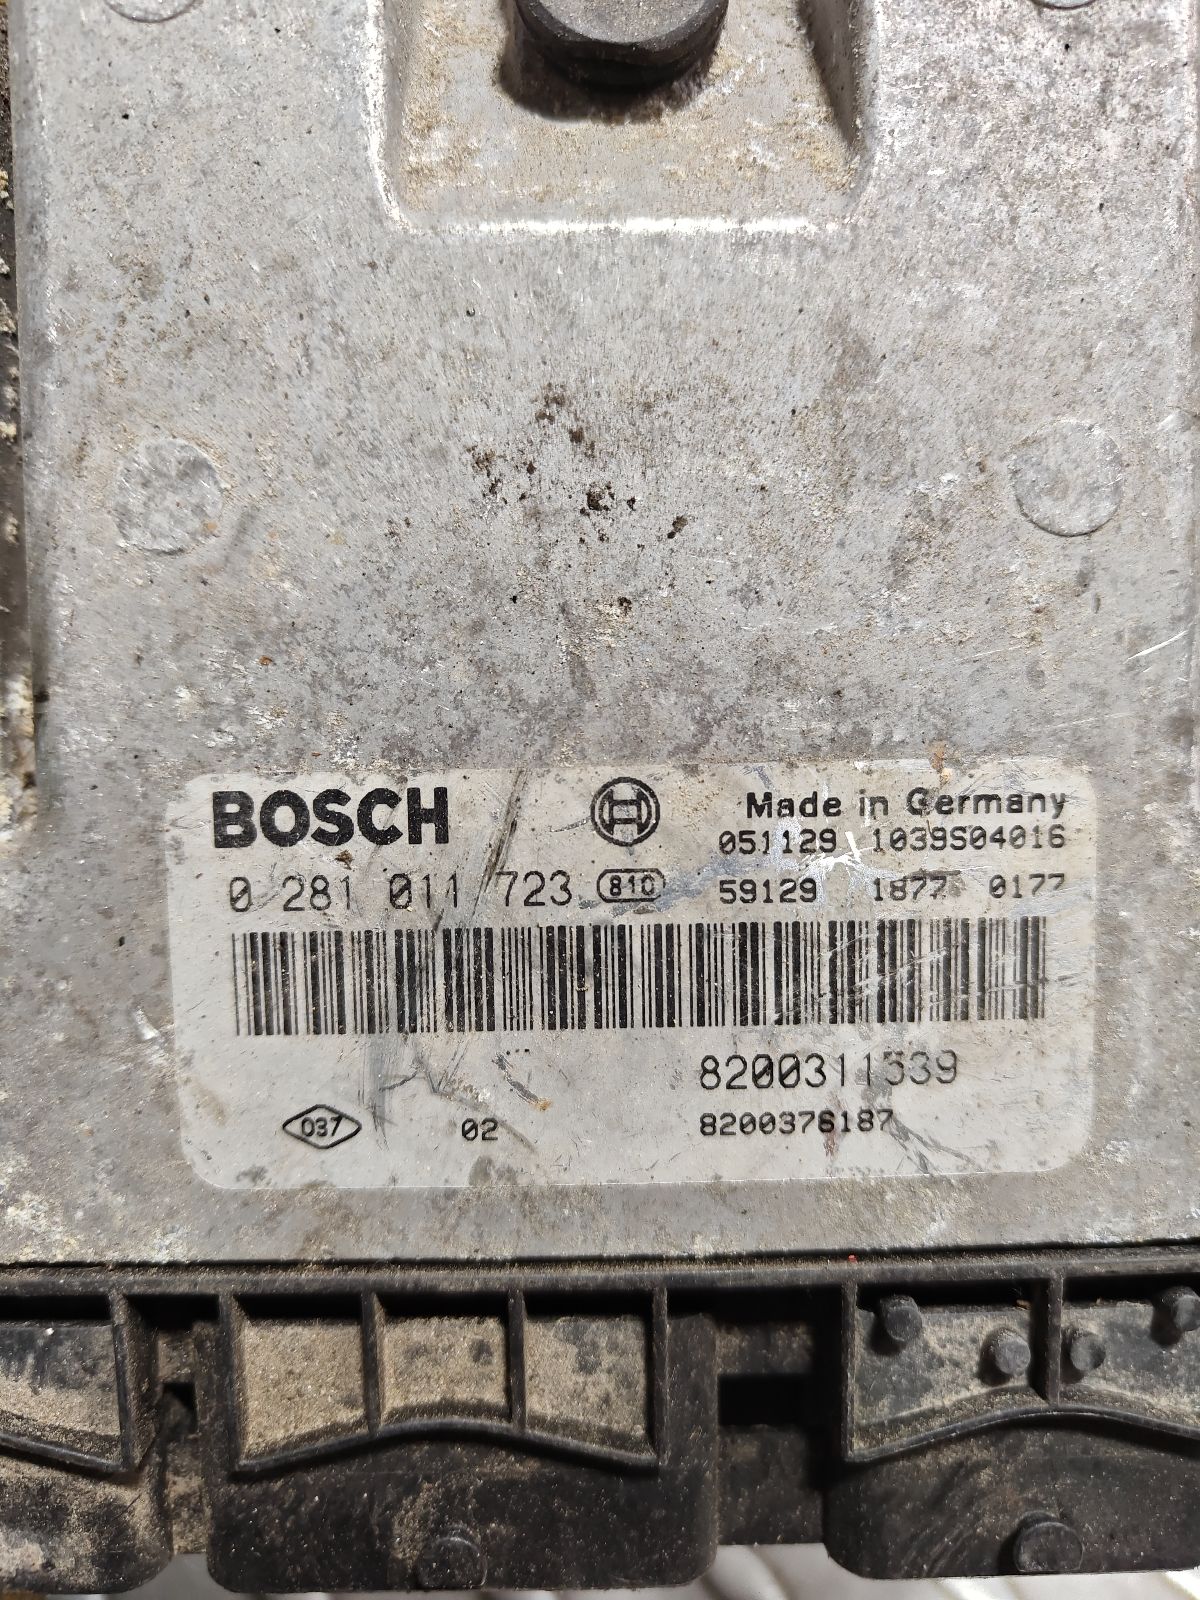 BOSCH
Made in Germany
051129 1039S04016
0 281 011 723 810 59129 1877 0177
8200311539
037 02 8200376187